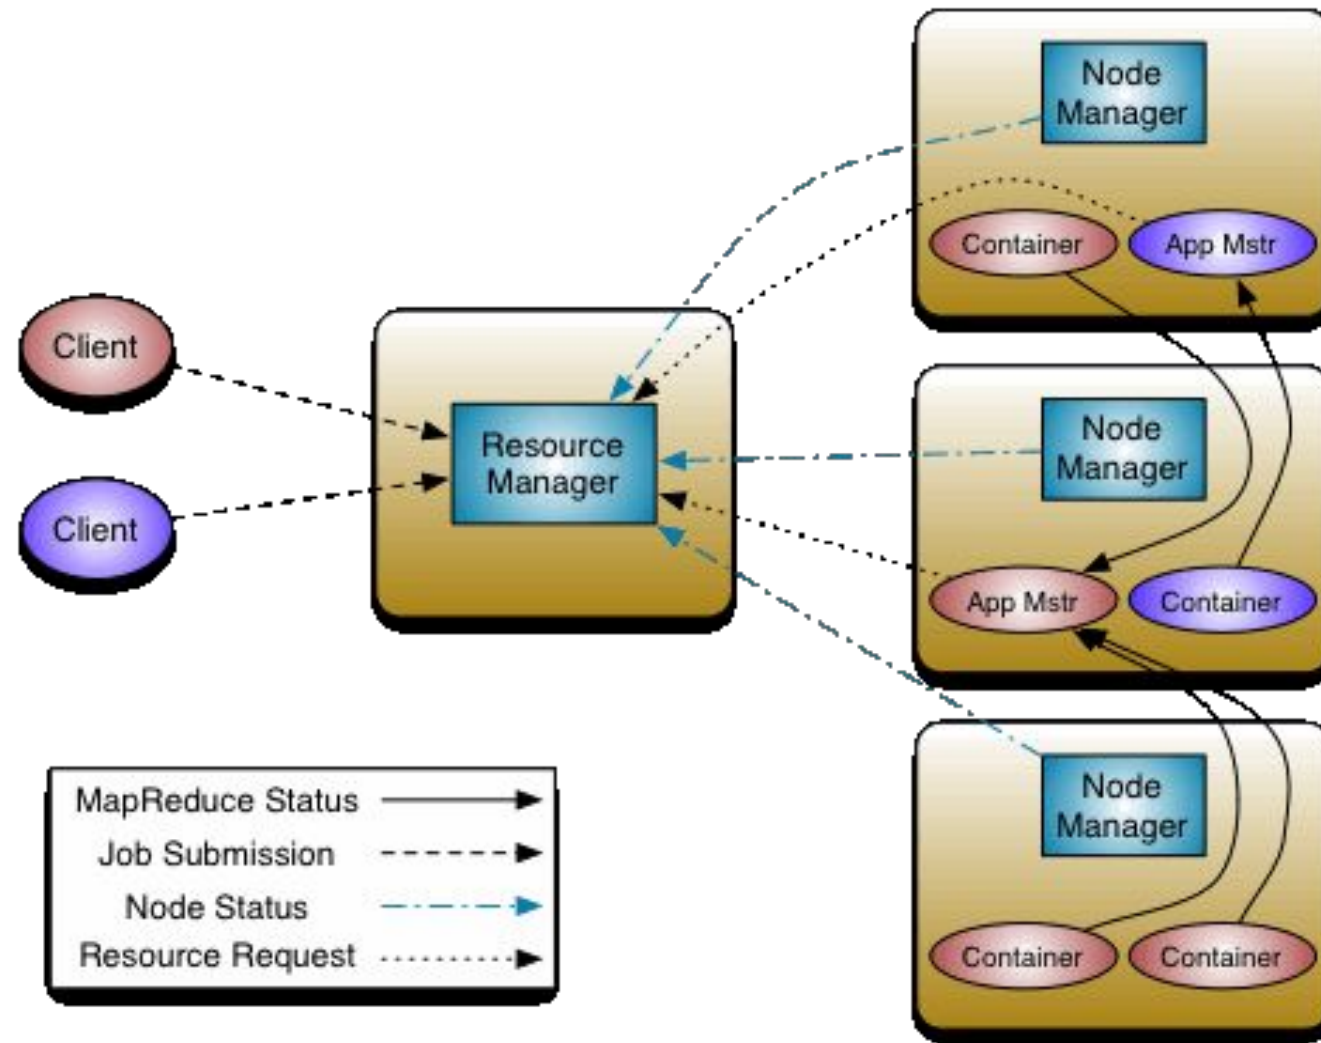 Node
Manager
Container
App Mstr
Client
Client
Resource
Manager
Node
Manager
App Mstr
Container
Node
Manager
Container
Container
MapReduce Status
Job Submission
Node Status
Resource Request